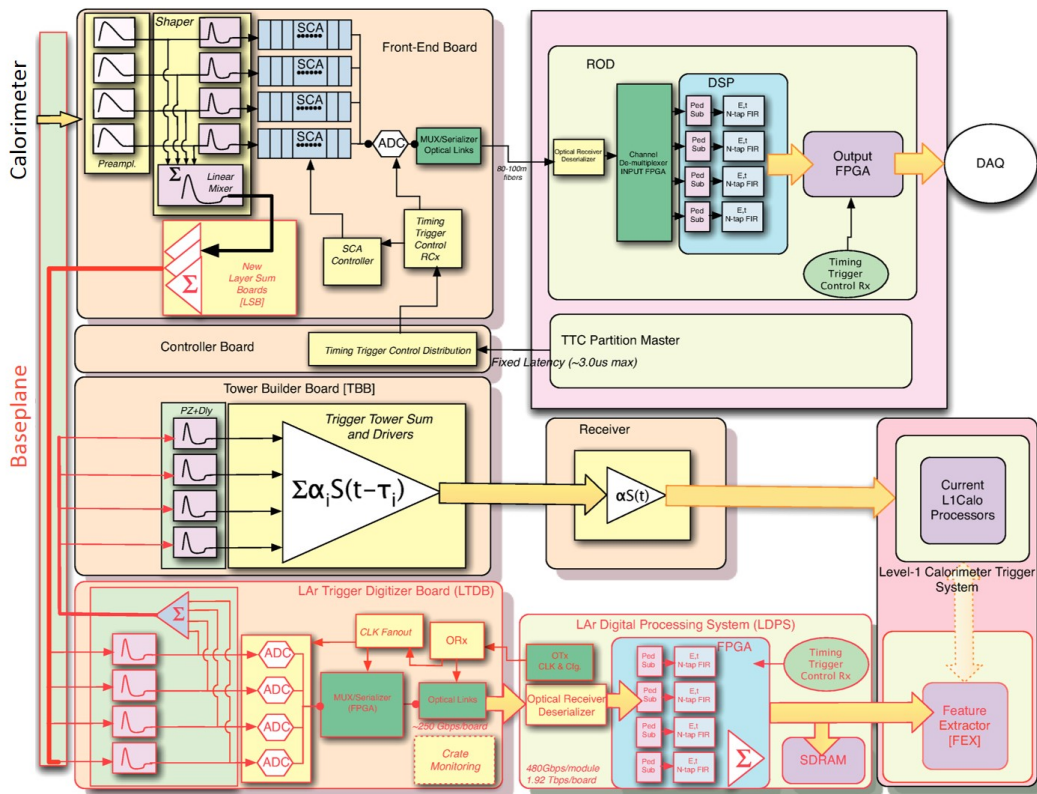 Calorimeter
Baseplane
Shaper
Preampl.
Σ
Linear
Mixer
SCA
SCA
SCA
SCA
Front-End Board
ADC
MUX/Serializer
Optical Links
80-100m
fibers
New
Layer Sum
Boards
[LSB]
Σ
SCA
Controller
Timing
Trigger
Control
RCx
Controller Board
Timing Trigger Control Distribution
ROD
Optical Receiver
Deserializer
Channel
De-multiplexer
INPUT FPGA
DSP
Ped
Sub
E,t
N-tap FIR
Ped
Sub
E,t
N-tap FIR
Ped
Sub
E,t
N-tap FIR
Ped
Sub
E,t
N-tap FIR
Output
FPGA
DAQ
Timing
Trigger
Control Rx
TTC Partition Master
Fixed Latency (~3.0us max)
Tower Builder Board [TBB]
PZ+Dly
Trigger Tower Sum
and Drivers
Σα_iS(t-τ_i)
Receiver
αS(t)
Current
L1Calo
Processors
Level-1 Calorimeter Trigger
System
LAr Trigger Digitizer Board (LTDB)
Σ
ADC
ADC
ADC
ADC
CLK Fanout
ORx
MUX/Serializer
(FPGA)
Optical Links
~250 Gbps/board
Crate
Monitoring
LAr Digital Processing System (LDPS)
OTx
CLK & Cfg.
Optical Receiver
Deserializer
FPGA
Ped
Sub
E,t
N-tap FIR
Ped
Sub
E,t
N-tap FIR
Ped
Sub
E,t
N-tap FIR
Ped
Sub
E,t
N-tap FIR
Σ
480Gbps/module
1.92 Tbps/board
Timing
Trigger
Control Rx
SDRAM
Feature
Extractor
[FEX]